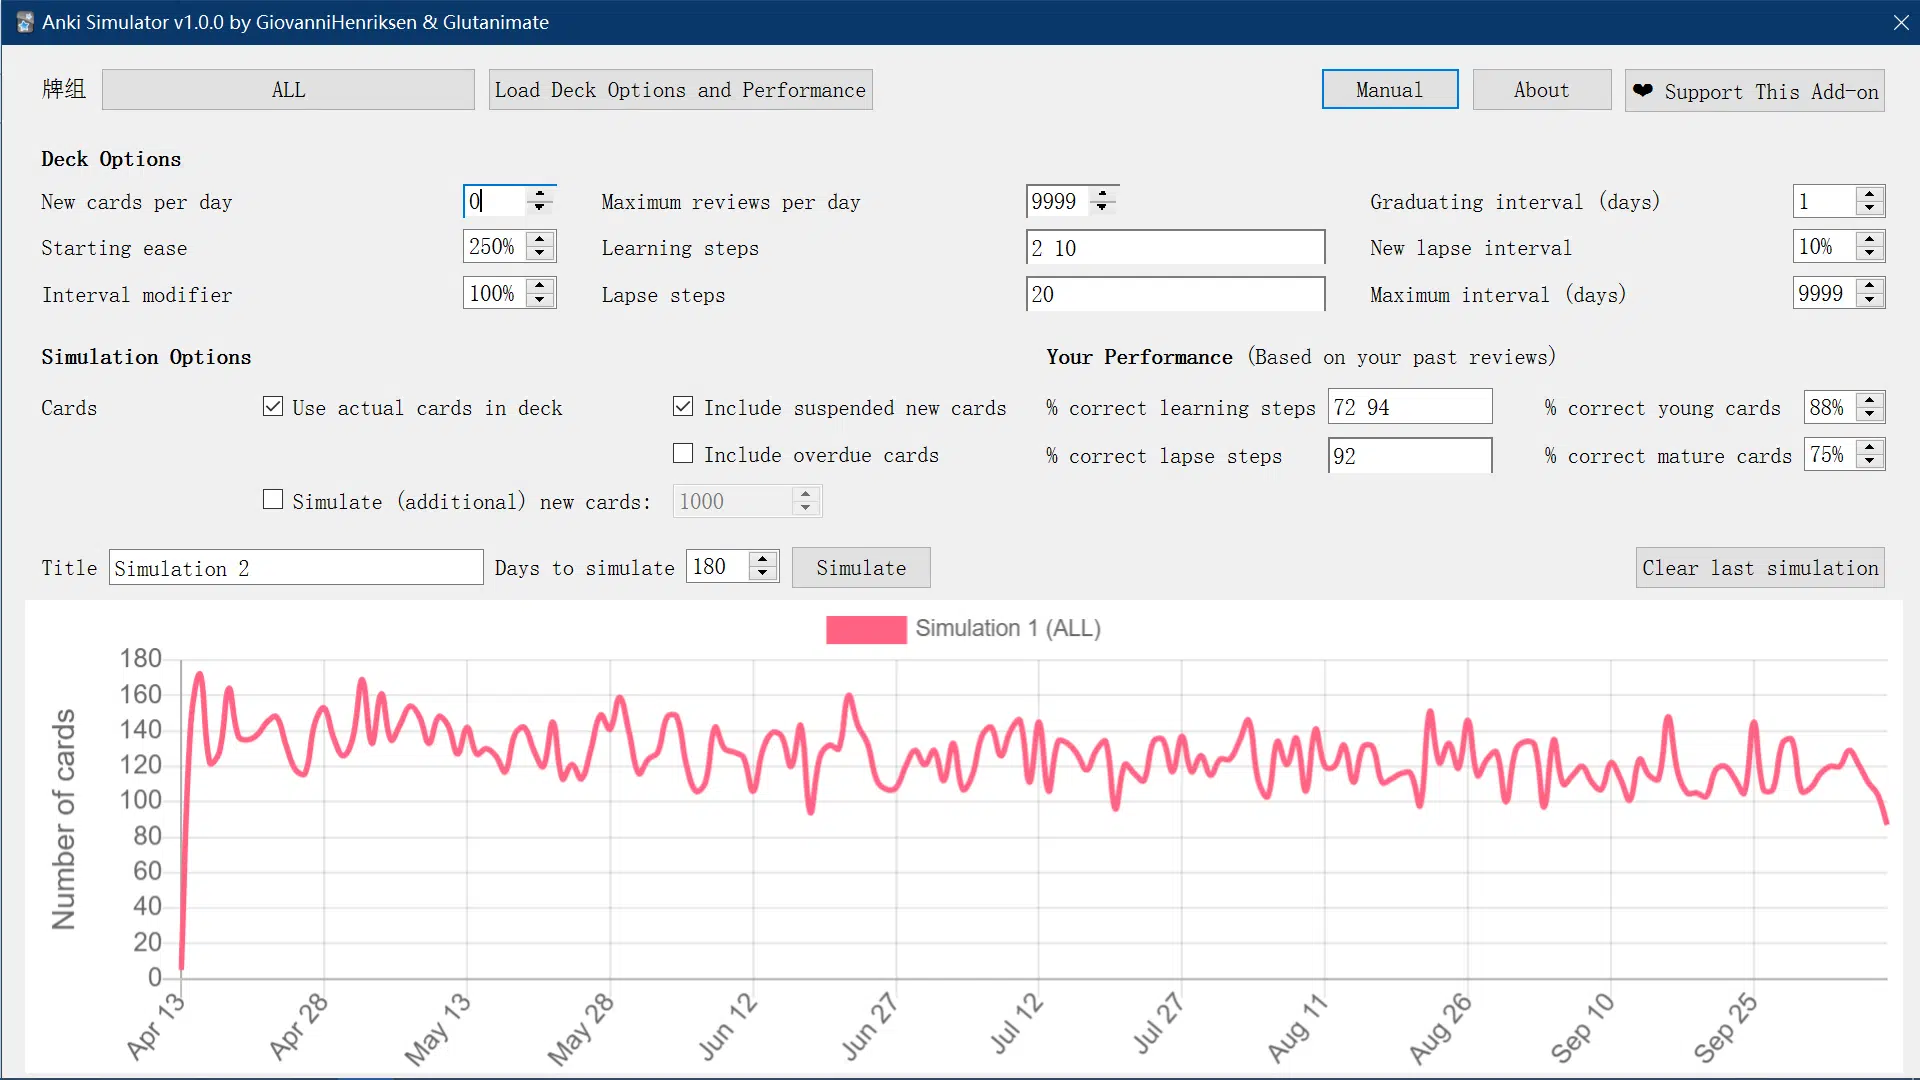 Anki Simulator v1.0.0 by GiovanniHenriksen & Glutanimate
牌组 ALL Load Deck Options and Performance Manual About ❤ Support This Add-on
Deck Options
New cards per day 0 Maximum reviews per day 9999 Graduating interval (days) 1
Starting ease 250% Learning steps 2 10 New lapse interval 10%
Interval modifier 100% Lapse steps 20 Maximum interval (days) 9999
Simulation Options Your Performance (Based on your past reviews)
Cards Use actual cards in deck Include suspended new cards % correct learning steps 72 94 % correct young cards 88%
Include overdue cards % correct lapse steps 92 % correct mature cards 75%
Simulate (additional) new cards: 1000
Title Simulation 2 Days to simulate 180 Simulate Clear last simulation
Simulation 1 (ALL)
Number of cards
180
160
140
120
100
80
60
40
20
0
Apr 13 Apr 28 May 13 May 28 Jun 12 Jun 27 Jul 12 Jul 27 Aug 11 Aug 26 Sep 10 Sep 25